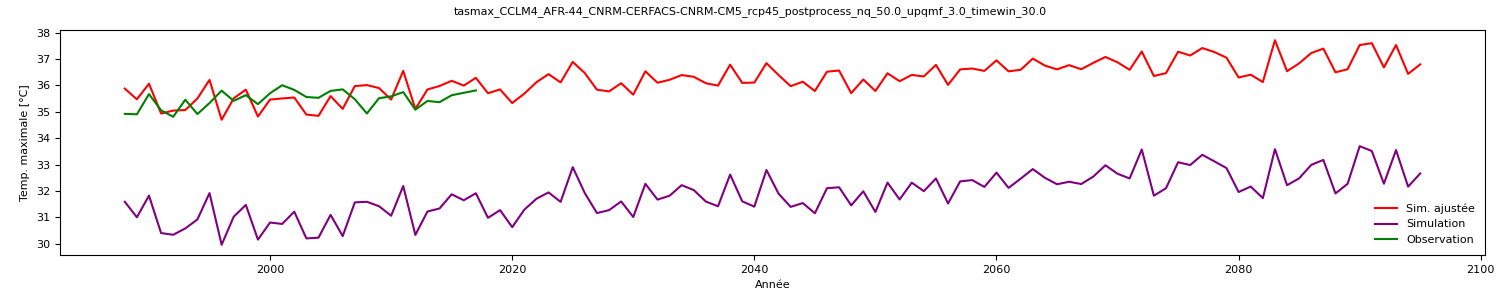 tasmax_CCLM4_AFR-44_CNRM-CERFACS-CNRM-CM5_rcp45_postprocess_nq_50.0_upqmf_3.0_timewin_30.0
38
37
36
35
34
33
32
31
30
Temp. maximale [°C]
Sim. ajustée
Simulation
Observation
2000
2020
2040
2060
2080
2100
Année